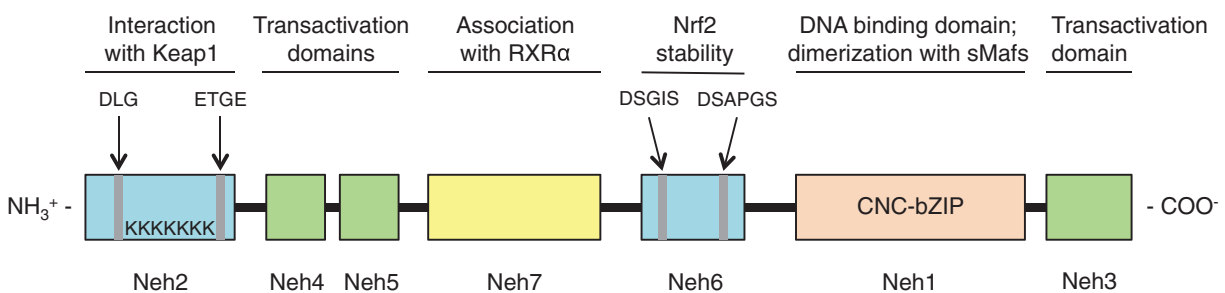 Interaction
with Keap1
Transactivation
domains
Association
with RXRα
Nrf2
stability
DNA binding domain;
dimerization with sMafs
Transactivation
domain
DLG
ETGE
DSGIS
DSAPGS
NH₃⁺ -
KKKKKKK
CNC-bZIP
- COO⁻
Neh2
Neh4
Neh5
Neh7
Neh6
Neh1
Neh3